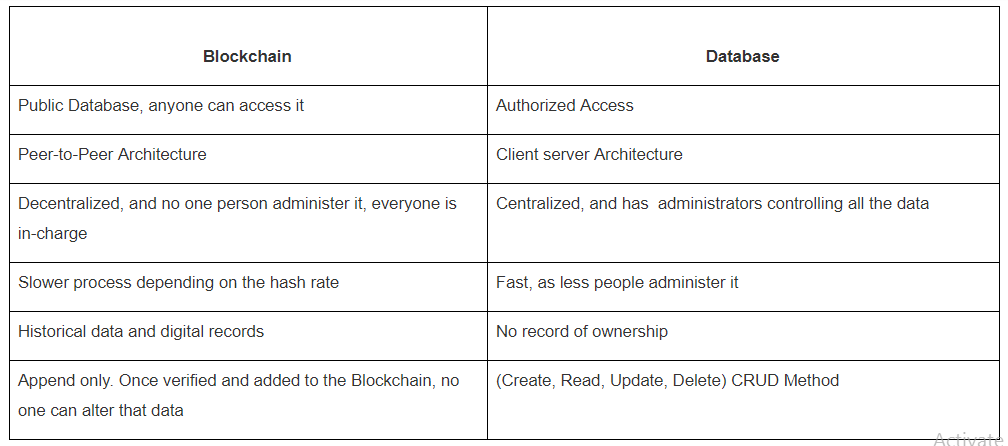 Blockchain Database
Public Database, anyone can access it Authorized Access
Peer-to-Peer Architecture Client server Architecture
Decentralized, and no one person administer it, everyone is
in-charge
Centralized, and has  administrators controlling all the data
Slower process depending on the hash rate Fast, as less people administer it
Historical data and digital records No record of ownership
Append only. Once verified and added to the Blockchain, no
one can alter that data
(Create, Read, Update, Delete) CRUD Method
Activate